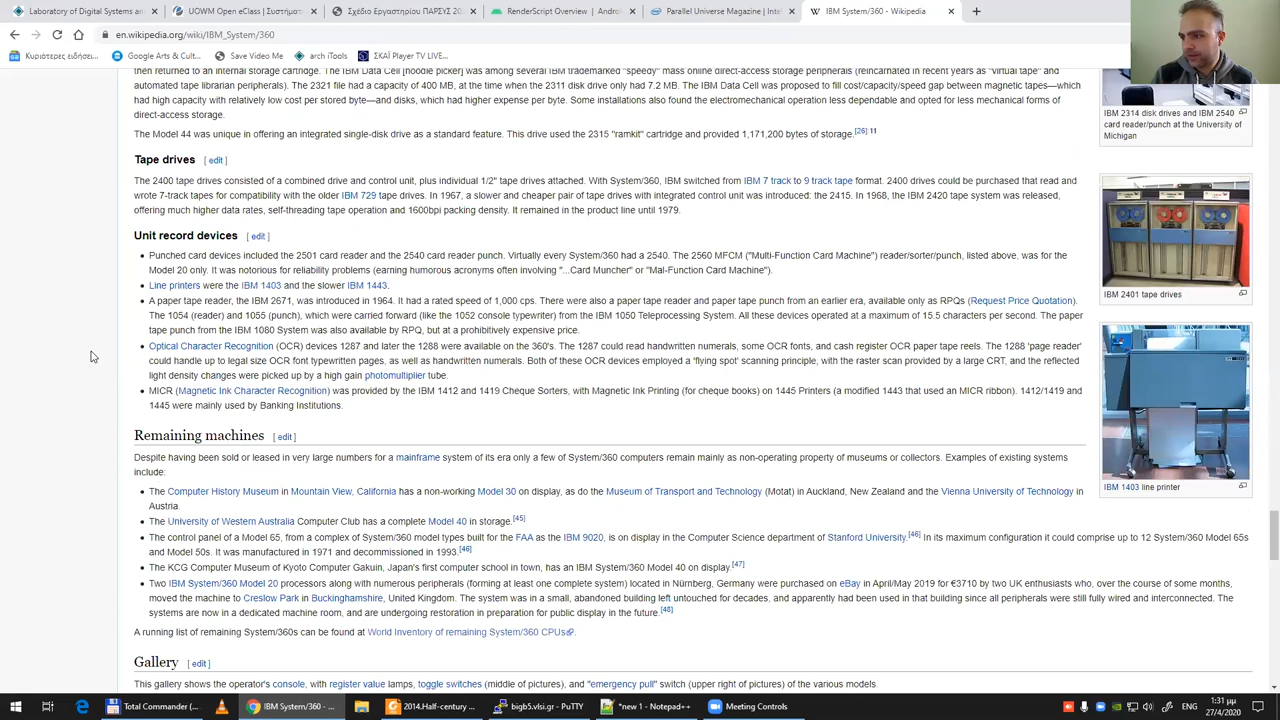 Laboratory of Digital Systems an
UOWM Open eClass | Συστήματ
Σχέδιο Εργαστηρίου ΠΑΡΣΥΣ 20
RenderScript Overview | Androi
Parallel Universe Magazine | Inte
IBM System/360 - Wikipedia
en.wikipedia.org/wiki/IBM_System/360
Κυριότερες ειδήσει...
Google Arts & Cult...
Save Video Me
arch iTools
ΣΚΑΪ Player TV LIVE...
then returned to an internal storage cartridge. The IBM Data Cell [noodle picker] was among several IBM trademarked "speedy" mass online direct-access storage peripherals (reincarnated in recent years as "virtual tape" and
automated tape librarian peripherals). The 2321 file had a capacity of 400 MB, at the time when the 2311 disk drive only had 7.2 MB. The IBM Data Cell was proposed to fill cost/capacity/speed gap between magnetic tapes—which
had high capacity with relatively low cost per stored byte—and disks, which had higher expense per byte. Some installations also found the electromechanical operation less dependable and opted for less mechanical forms of
direct-access storage.
The Model 44 was unique in offering an integrated single-disk drive as a standard feature. This drive used the 2315 "ramkit" cartridge and provided 1,171,200 bytes of storage.[26]:11
Tape drives [ edit ]
The 2400 tape drives consisted of a combined drive and control unit, plus individual 1/2" tape drives attached. With System/360, IBM switched from IBM 7 track to 9 track tape format. 2400 drives could be purchased that read and
wrote 7-track tapes for compatibility with the older IBM 729 tape drives. In 1967, a slower and cheaper pair of tape drives with integrated control unit was introduced: the 2415. In 1968, the IBM 2420 tape system was released,
offering much higher data rates, self-threading tape operation and 1600bpi packing density. It remained in the product line until 1979.
Unit record devices [ edit ]
• Punched card devices included the 2501 card reader and the 2540 card reader punch. Virtually every System/360 had a 2540. The 2560 MFCM ("Multi-Function Card Machine") reader/sorter/punch, listed above, was for the
Model 20 only. It was notorious for reliability problems (earning humorous acronyms often involving "...Card Muncher" or "Mal-Function Card Machine").
• Line printers were the IBM 1403 and the slower IBM 1443.
• A paper tape reader, the IBM 2671, was introduced in 1964. It had a rated speed of 1,000 cps. There were also a paper tape reader and paper tape punch from an earlier era, available only as RPQs (Request Price Quotation).
The 1054 (reader) and 1055 (punch), which were carried forward (like the 1052 console typewriter) from the IBM 1050 Teleprocessing System. All these devices operated at a maximum of 15.5 characters per second. The paper
tape punch from the IBM 1080 System was also available by RPQ, but at a prohibitively expensive price.
• Optical Character Recognition (OCR) devices 1287 and later the 1288 were available on the 360's. The 1287 could read handwritten numerals, some OCR fonts, and cash register OCR paper tape reels. The 1288 'page reader'
could handle up to legal size OCR font typewritten pages, as well as handwritten numerals. Both of these OCR devices employed a 'flying spot' scanning principle, with the raster scan provided by a large CRT, and the reflected
light density changes were picked up by a high gain photomultiplier tube.
• MICR (Magnetic Ink Character Recognition) was provided by the IBM 1412 and 1419 Cheque Sorters, with Magnetic Ink Printing (for cheque books) on 1445 Printers (a modified 1443 that used an MICR ribbon). 1412/1419 and
1445 were mainly used by Banking Institutions.
IBM 2314 disk drives and IBM 2540
card reader/punch at the University of
Michigan
IBM 2401 tape drives
IBM 1403 line printer
Remaining machines [ edit ]
Despite having been sold or leased in very large numbers for a mainframe system of its era only a few of System/360 computers remain mainly as non-operating property of museums or collectors. Examples of existing systems
include:
• The Computer History Museum in Mountain View, California has a non-working Model 30 on display, as do the Museum of Transport and Technology (Motat) in Auckland, New Zealand and the Vienna University of Technology in
Austria.
• The University of Western Australia Computer Club has a complete Model 40 in storage.[45]
• The control panel of a Model 65, from a complex of System/360 model types built for the FAA as the IBM 9020, is on display in the Computer Science department of Stanford University.[46] In its maximum configuration it could comprise up to 12 System/360 Model 65s
and Model 50s. It was manufactured in 1971 and decommissioned in 1993.[46]
• The KCG Computer Museum of Kyoto Computer Gakuin, Japan's first computer school in town, has an IBM System/360 Model 40 on display.[47]
• Two IBM System/360 Model 20 processors along with numerous peripherals (forming at least one complete system) located in Nürnberg, Germany were purchased on eBay in April/May 2019 for €3710 by two UK enthusiasts who, over the course of some months,
moved the machine to Creslow Park in Buckinghamshire, United Kingdom. The system was in a small, abandoned building left untouched for decades, and apparently had been used in that building since all peripherals were still fully wired and interconnected. The
systems are now in a dedicated machine room, and are undergoing restoration in preparation for public display in the future.[48]
A running list of remaining System/360s can be found at World Inventory of remaining System/360 CPUs.
Gallery [ edit ]
This gallery shows the operator's console, with register value lamps, toggle switches (middle of pictures), and "emergency pull" switch (upper right of pictures) of the various models.
Total Commander (...
IBM System/360 - ...
2014.Half-century ...
bigb5.vlsi.gr - PuTTY
*new 1 - Notepad++
Meeting Controls
1:31 μμ
27/4/2020